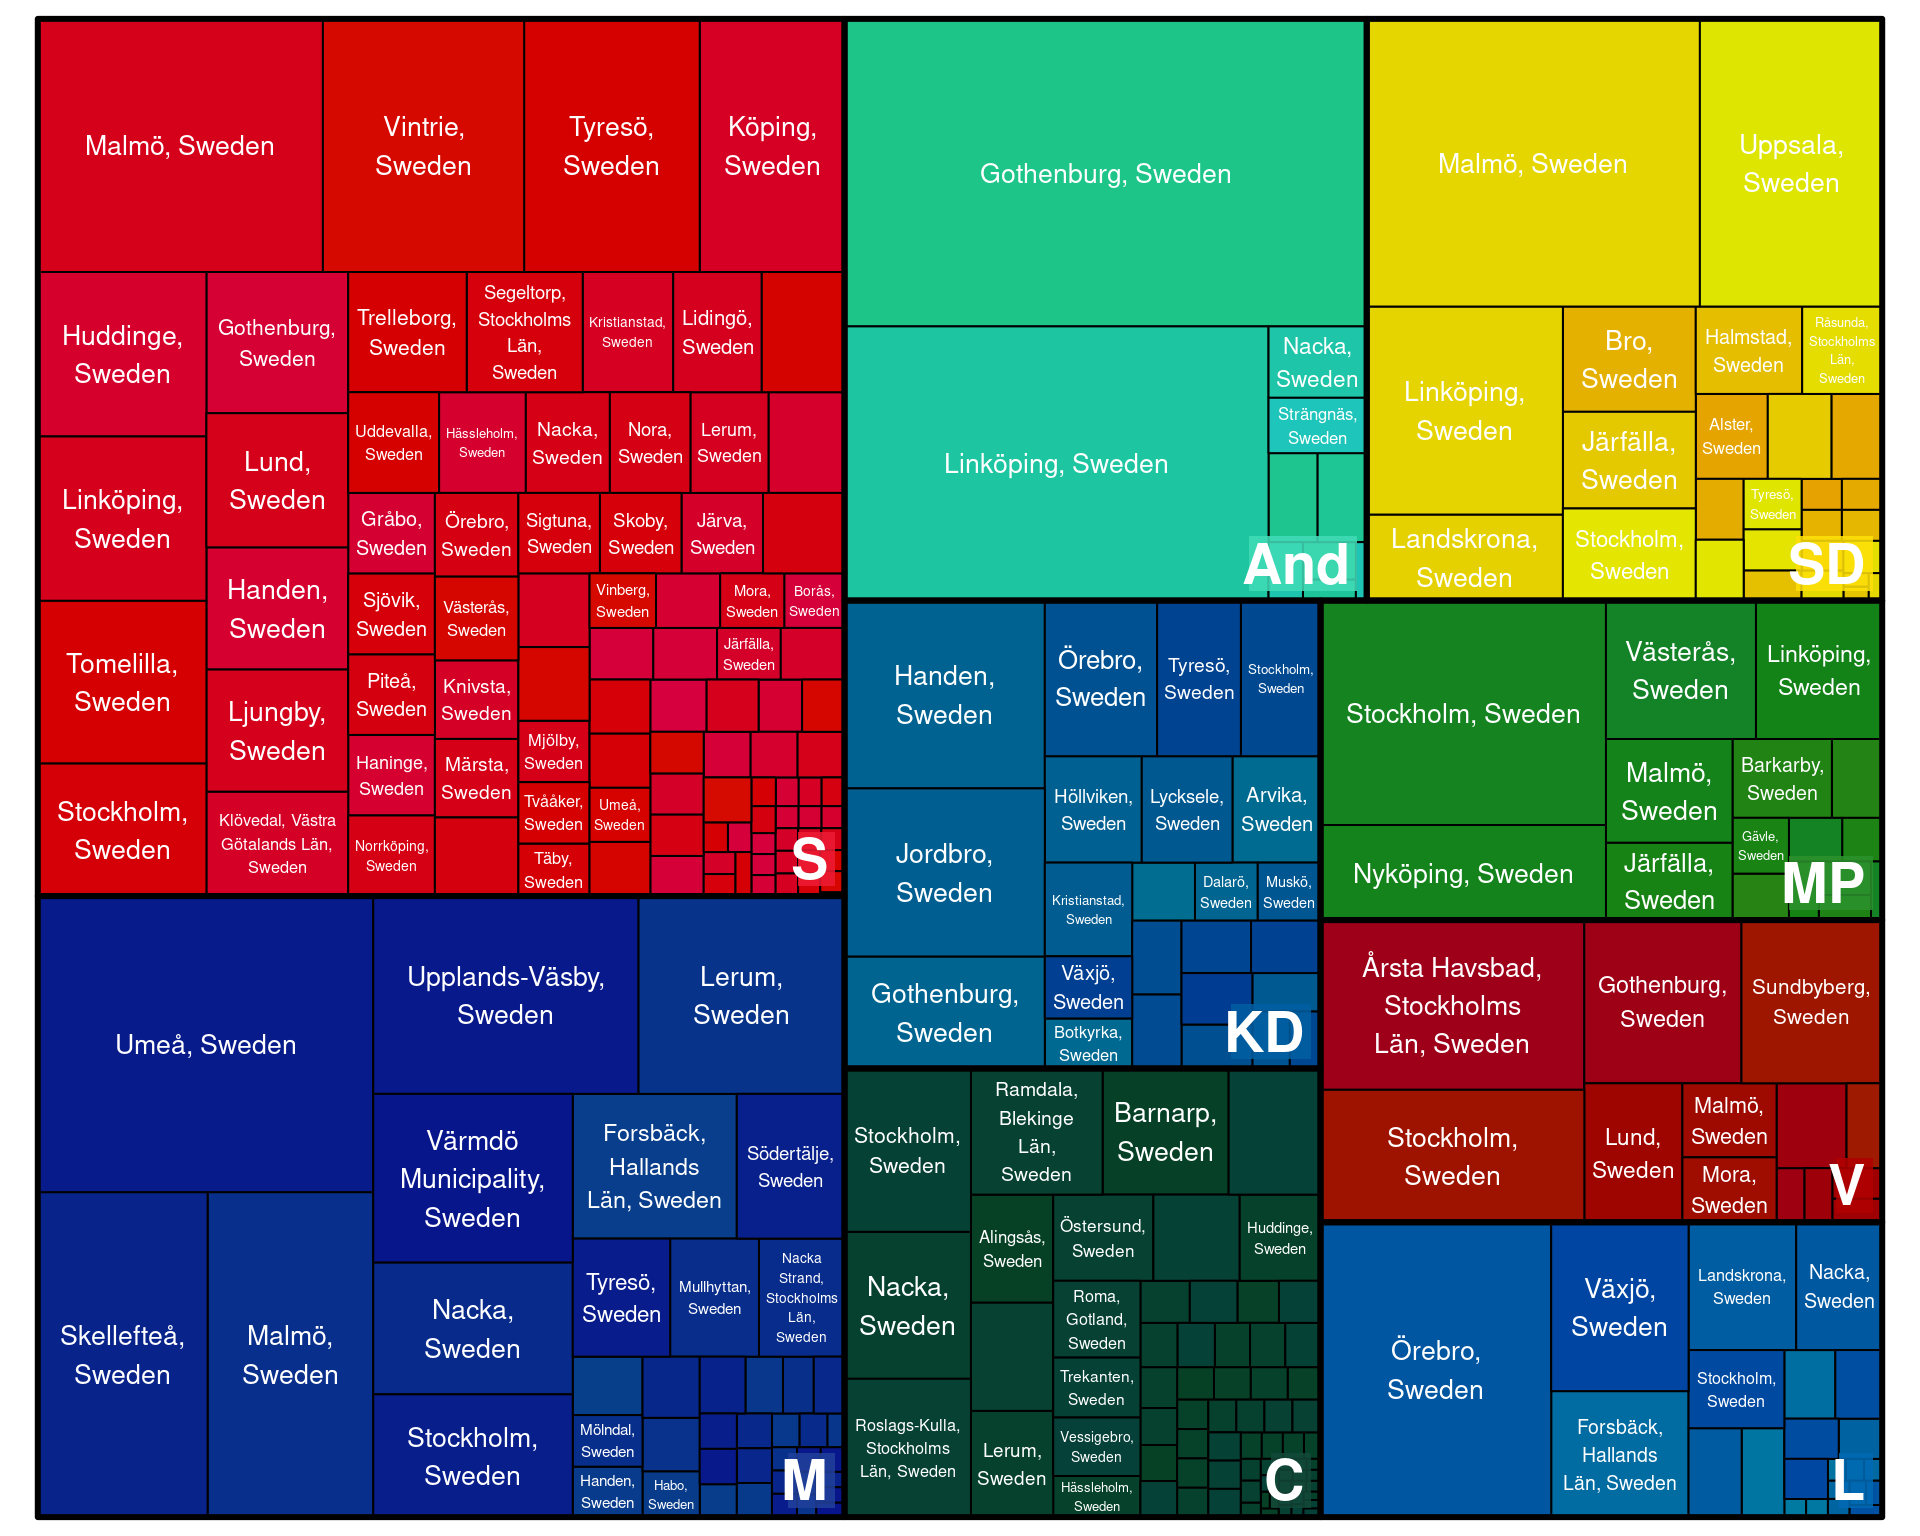 Malmö, Sweden
Vintrie,
Sweden
Tyresö,
Sweden
Köping,
Sweden
Huddinge,
Sweden
Gothenburg,
Sweden
Trelleborg,
Sweden
Segeltorp,
Stockholms
Län,
Sweden
Kristianstad,
Sweden
Lidingö,
Sweden
Uddevalla,
Sweden
Hässleholm,
Sweden
Nacka,
Sweden
Nora,
Sweden
Lerum,
Sweden
Linköping,
Sweden
Lund,
Sweden
Gråbo,
Sweden
Örebro,
Sweden
Sigtuna,
Sweden
Skoby,
Sweden
Järva,
Sweden
Handen,
Sweden
Sjövik,
Sweden
Västerås,
Sweden
Vinberg,
Sweden
Mora,
Sweden
Borås,
Sweden
Järfälla,
Sweden
Tomelilla,
Sweden
Ljungby,
Sweden
Piteå,
Sweden
Knivsta,
Sweden
Mjölby,
Sweden
Haninge,
Sweden
Märsta,
Sweden
Tvååker,
Sweden
Umeå,
Sweden
Stockholm,
Sweden
Klövedal, Västra
Götalands Län,
Sweden
Norrköping,
Sweden
Täby,
Sweden
S
Gothenburg, Sweden
Linköping, Sweden
Nacka,
Sweden
Strängnäs,
Sweden
And
Malmö, Sweden
Uppsala,
Sweden
Linköping,
Sweden
Bro,
Sweden
Halmstad,
Sweden
Råsunda,
Stockholms
Län,
Sweden
Järfälla,
Sweden
Alster,
Sweden
Tyresö,
Sweden
Landskrona,
Sweden
Stockholm,
Sweden
SD
Handen,
Sweden
Örebro,
Sweden
Tyresö,
Sweden
Stockholm,
Sweden
Höllviken,
Sweden
Lycksele,
Sweden
Arvika,
Sweden
Jordbro,
Sweden
Kristianstad,
Sweden
Dalarö,
Sweden
Muskö,
Sweden
Gothenburg,
Sweden
Växjö,
Sweden
Botkyrka,
Sweden
KD
Stockholm, Sweden
Västerås,
Sweden
Linköping,
Sweden
Malmö,
Sweden
Barkarby,
Sweden
Nyköping, Sweden
Järfälla,
Sweden
Gävle,
Sweden
MP
Umeå, Sweden
Upplands-Väsby,
Sweden
Lerum,
Sweden
Värmdö
Municipality,
Sweden
Forsbäck,
Hallands
Län, Sweden
Södertälje,
Sweden
Skellefteå,
Sweden
Malmö,
Sweden
Nacka,
Sweden
Tyresö,
Sweden
Mullhyttan,
Sweden
Nacka
Strand,
Stockholms
Län,
Sweden
Stockholm,
Sweden
Mölndal,
Sweden
Handen,
Sweden
Habo,
Sweden
M
Stockholm,
Sweden
Ramdala,
Blekinge
Län,
Sweden
Barnarp,
Sweden
Nacka,
Sweden
Alingsås,
Sweden
Östersund,
Sweden
Huddinge,
Sweden
Roma,
Gotland,
Sweden
Trekanten,
Sweden
Roslags-Kulla,
Stockholms
Län, Sweden
Lerum,
Sweden
Vessigebro,
Sweden
Hässleholm,
Sweden
C
Årsta Havsbad,
Stockholms
Län, Sweden
Gothenburg,
Sweden
Sundbyberg,
Sweden
Stockholm,
Sweden
Lund,
Sweden
Malmö,
Sweden
Mora,
Sweden
V
Örebro,
Sweden
Växjö,
Sweden
Landskrona,
Sweden
Nacka,
Sweden
Forsbäck,
Hallands
Län, Sweden
Stockholm,
Sweden
L